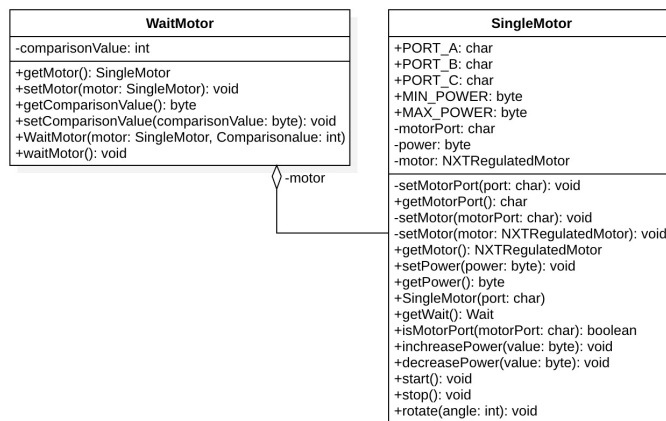 WaitMotor
-comparisonValue: int
+getMotor(): SingleMotor
+setMotor(motor: SingleMotor): void
+getComparisonValue(): byte
+setComparisonValue(comparisonValue: byte): void
+WaitMotor(motor: SingleMotor, Comparisonalue: int)
+waitMotor(): void
-motor
SingleMotor
+PORT_A: char
+PORT_B: char
+PORT_C: char
+MIN_POWER: byte
+MAX_POWER: byte
-motorPort: char
-power: byte
-motor: NXTRegulatedMotor
-setMotorPort(port: char): void
+getMotorPort(): char
-setMotor(motorPort: char): void
-setMotor(motor: NXTRegulatedMotor): void
+getMotor(): NXTRegulatedMotor
+setPower(power: byte): void
+getPower(): byte
+SingleMotor(port: char)
+getWait(): Wait
+isMotorPort(motorPort: char): boolean
+inchreasePower(value: byte): void
+decreasePower(value: byte): void
+start(): void
+stop(): void
+rotate(angle: int): void